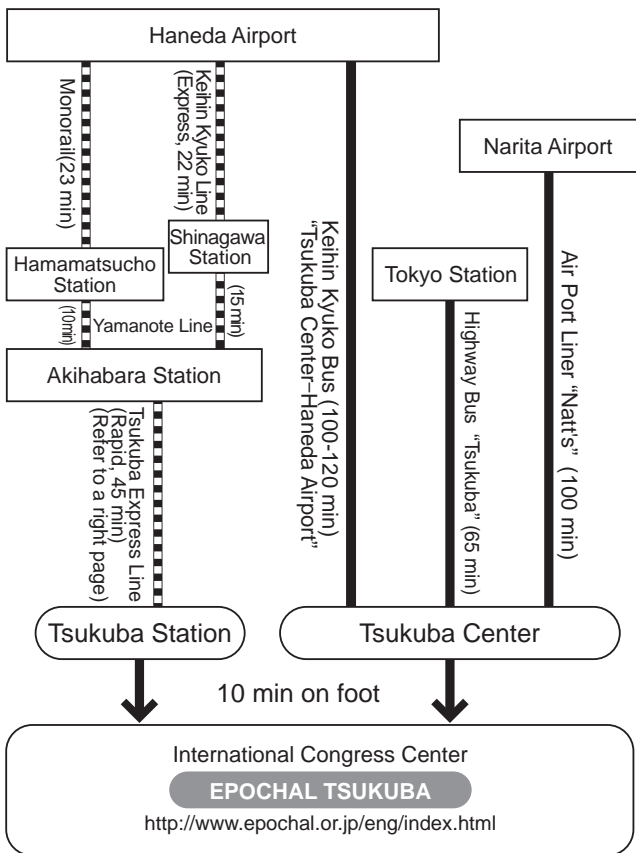 Haneda Airport
Monorail(23 min)
Keihin Kyuko Line
(Express, 22 min)
Keihin Kyuko Bus (100-120 min)
“Tsukuba Center–Haneda Airport”
Narita Airport
Hamamatsucho
Station
Shinagawa
Station
Tokyo Station
Air Port Liner “Natt's” (100 min)
(10min)
Yamanote Line
(15 min)
Highway Bus “Tsukuba” (65 min)
Akihabara Station
Tsukuba Express Line
(Rapid, 45 min)
(Refer to a right page)
Tsukuba Station
Tsukuba Center
10 min on foot
International Congress Center
EPOCHAL TSUKUBA
http://www.epochal.or.jp/eng/index.html